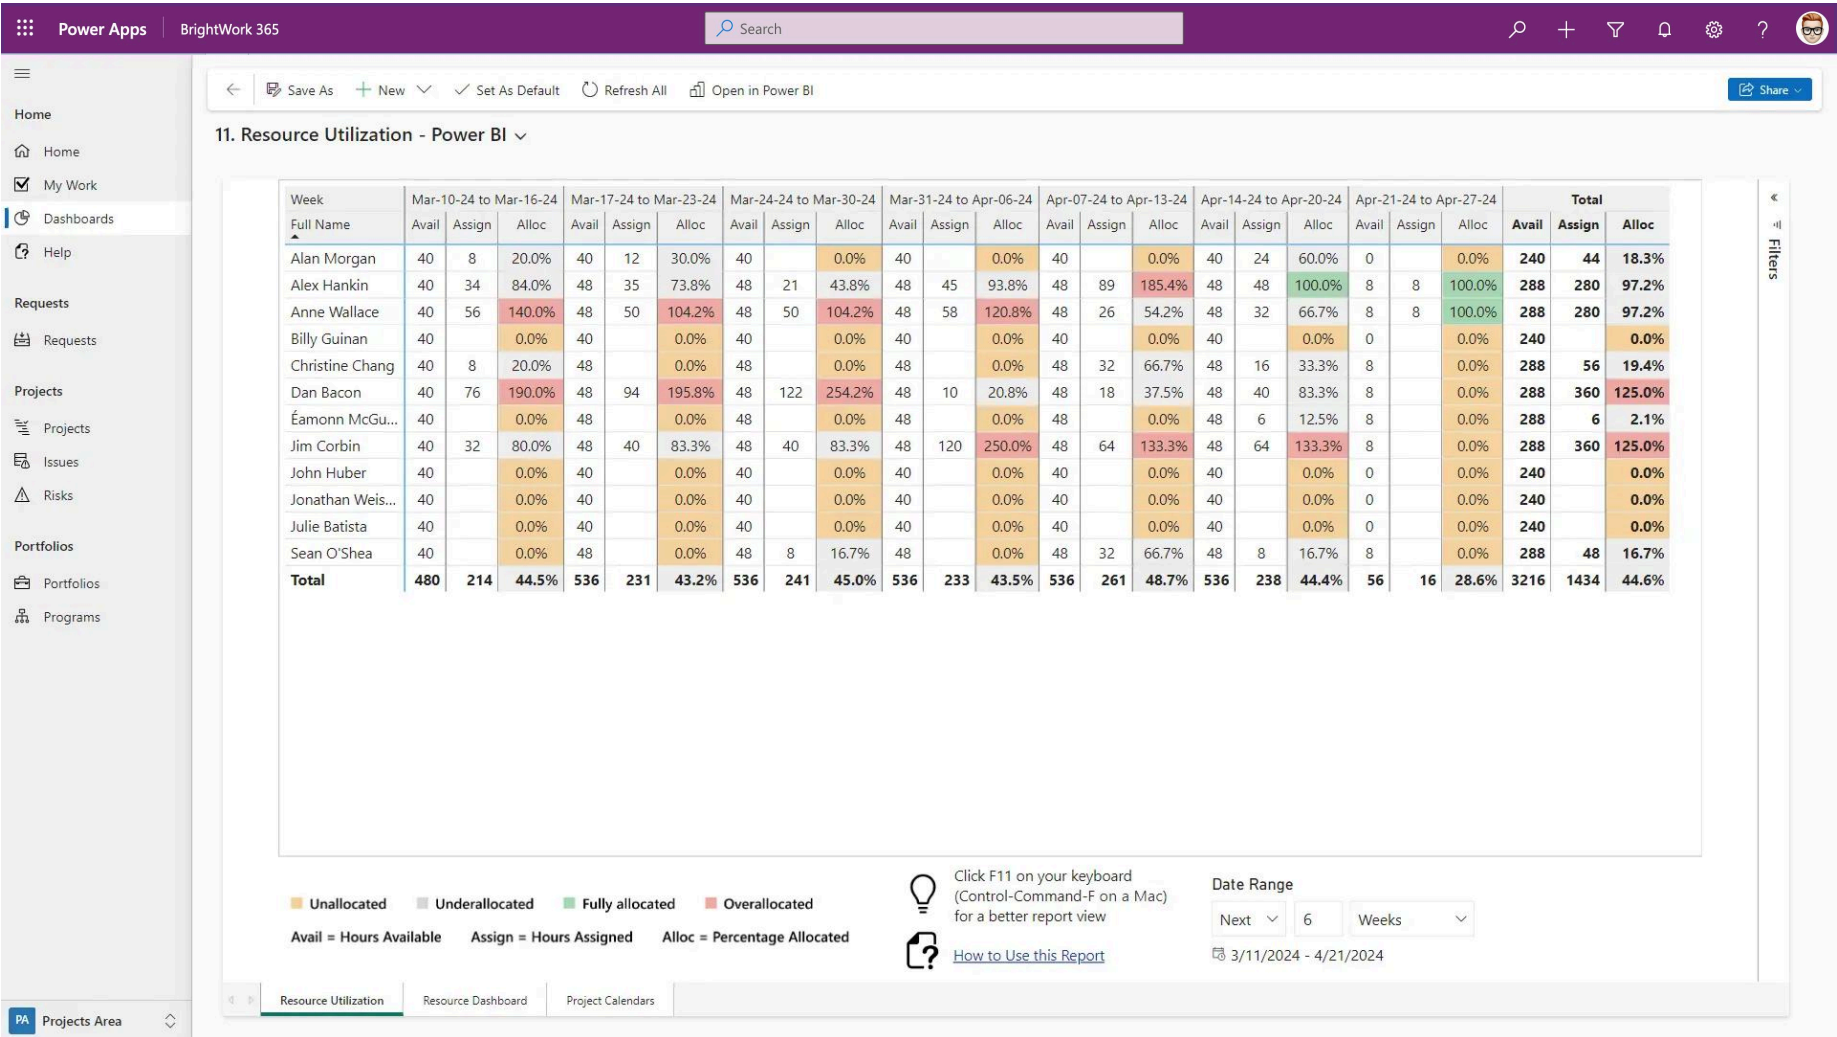 Power Apps BrightWork 365 Search
Home
Home
My Work
Dashboards
Help
Requests
Requests
Projects
Projects
Issues
Risks
Portfolios
Portfolios
Programs
PA Projects Area
Save As New Set As Default Refresh All Open in Power BI Share
11. Resource Utilization - Power BI
Week Mar-10-24 to Mar-16-24 Mar-17-24 to Mar-23-24 Mar-24-24 to Mar-30-24 Mar-31-24 to Apr-06-24 Apr-07-24 to Apr-13-24 Apr-14-24 to Apr-20-24 Apr-21-24 to Apr-27-24 Total
Full Name Avail Assign Alloc Avail Assign Alloc Avail Assign Alloc Avail Assign Alloc Avail Assign Alloc Avail Assign Alloc Avail Assign Alloc Avail Assign Alloc
Alan Morgan 40 8 20.0% 40 12 30.0% 40 0.0% 40 0.0% 40 0.0% 40 24 60.0% 0 0.0% 240 44 18.3%
Alex Hankin 40 34 84.0% 48 35 73.8% 48 21 43.8% 48 45 93.8% 48 89 185.4% 48 48 100.0% 8 8 100.0% 288 280 97.2%
Anne Wallace 40 56 140.0% 48 50 104.2% 48 50 104.2% 48 58 120.8% 48 26 54.2% 48 32 66.7% 8 8 100.0% 288 280 97.2%
Billy Guinan 40 0.0% 40 0.0% 40 0.0% 40 0.0% 40 0.0% 40 0.0% 0 0.0% 240 0.0%
Christine Chang 40 8 20.0% 48 0.0% 48 0.0% 48 0.0% 48 32 66.7% 48 16 33.3% 8 0.0% 288 56 19.4%
Dan Bacon 40 76 190.0% 48 94 195.8% 48 122 254.2% 48 10 20.8% 48 18 37.5% 48 40 83.3% 8 0.0% 288 360 125.0%
Éamonn McGu... 40 0.0% 48 0.0% 48 0.0% 48 0.0% 48 0.0% 48 6 12.5% 8 0.0% 288 6 2.1%
Jim Corbin 40 32 80.0% 48 40 83.3% 48 40 83.3% 48 120 250.0% 48 64 133.3% 48 64 133.3% 8 0.0% 288 360 125.0%
John Huber 40 0.0% 40 0.0% 40 0.0% 40 0.0% 40 0.0% 40 0.0% 0 0.0% 240 0.0%
Jonathan Weis... 40 0.0% 40 0.0% 40 0.0% 40 0.0% 40 0.0% 40 0.0% 0 0.0% 240 0.0%
Julie Batista 40 0.0% 40 0.0% 40 0.0% 40 0.0% 40 0.0% 40 0.0% 0 0.0% 240 0.0%
Sean O'Shea 40 0.0% 48 0.0% 48 8 16.7% 48 0.0% 48 32 66.7% 48 8 16.7% 8 0.0% 288 48 16.7%
Total 480 214 44.5% 536 231 43.2% 536 241 45.0% 536 233 43.5% 536 261 48.7% 536 238 44.4% 56 16 28.6% 3216 1434 44.6%
Filters
Unallocated Underallocated Fully allocated Overallocated
Avail = Hours Available Assign = Hours Assigned Alloc = Percentage Allocated
Click F11 on your keyboard
(Control-Command-F on a Mac)
for a better report view
How to Use this Report
Date Range
Next 6 Weeks
3/11/2024 - 4/21/2024
Resource Utilization Resource Dashboard Project Calendars